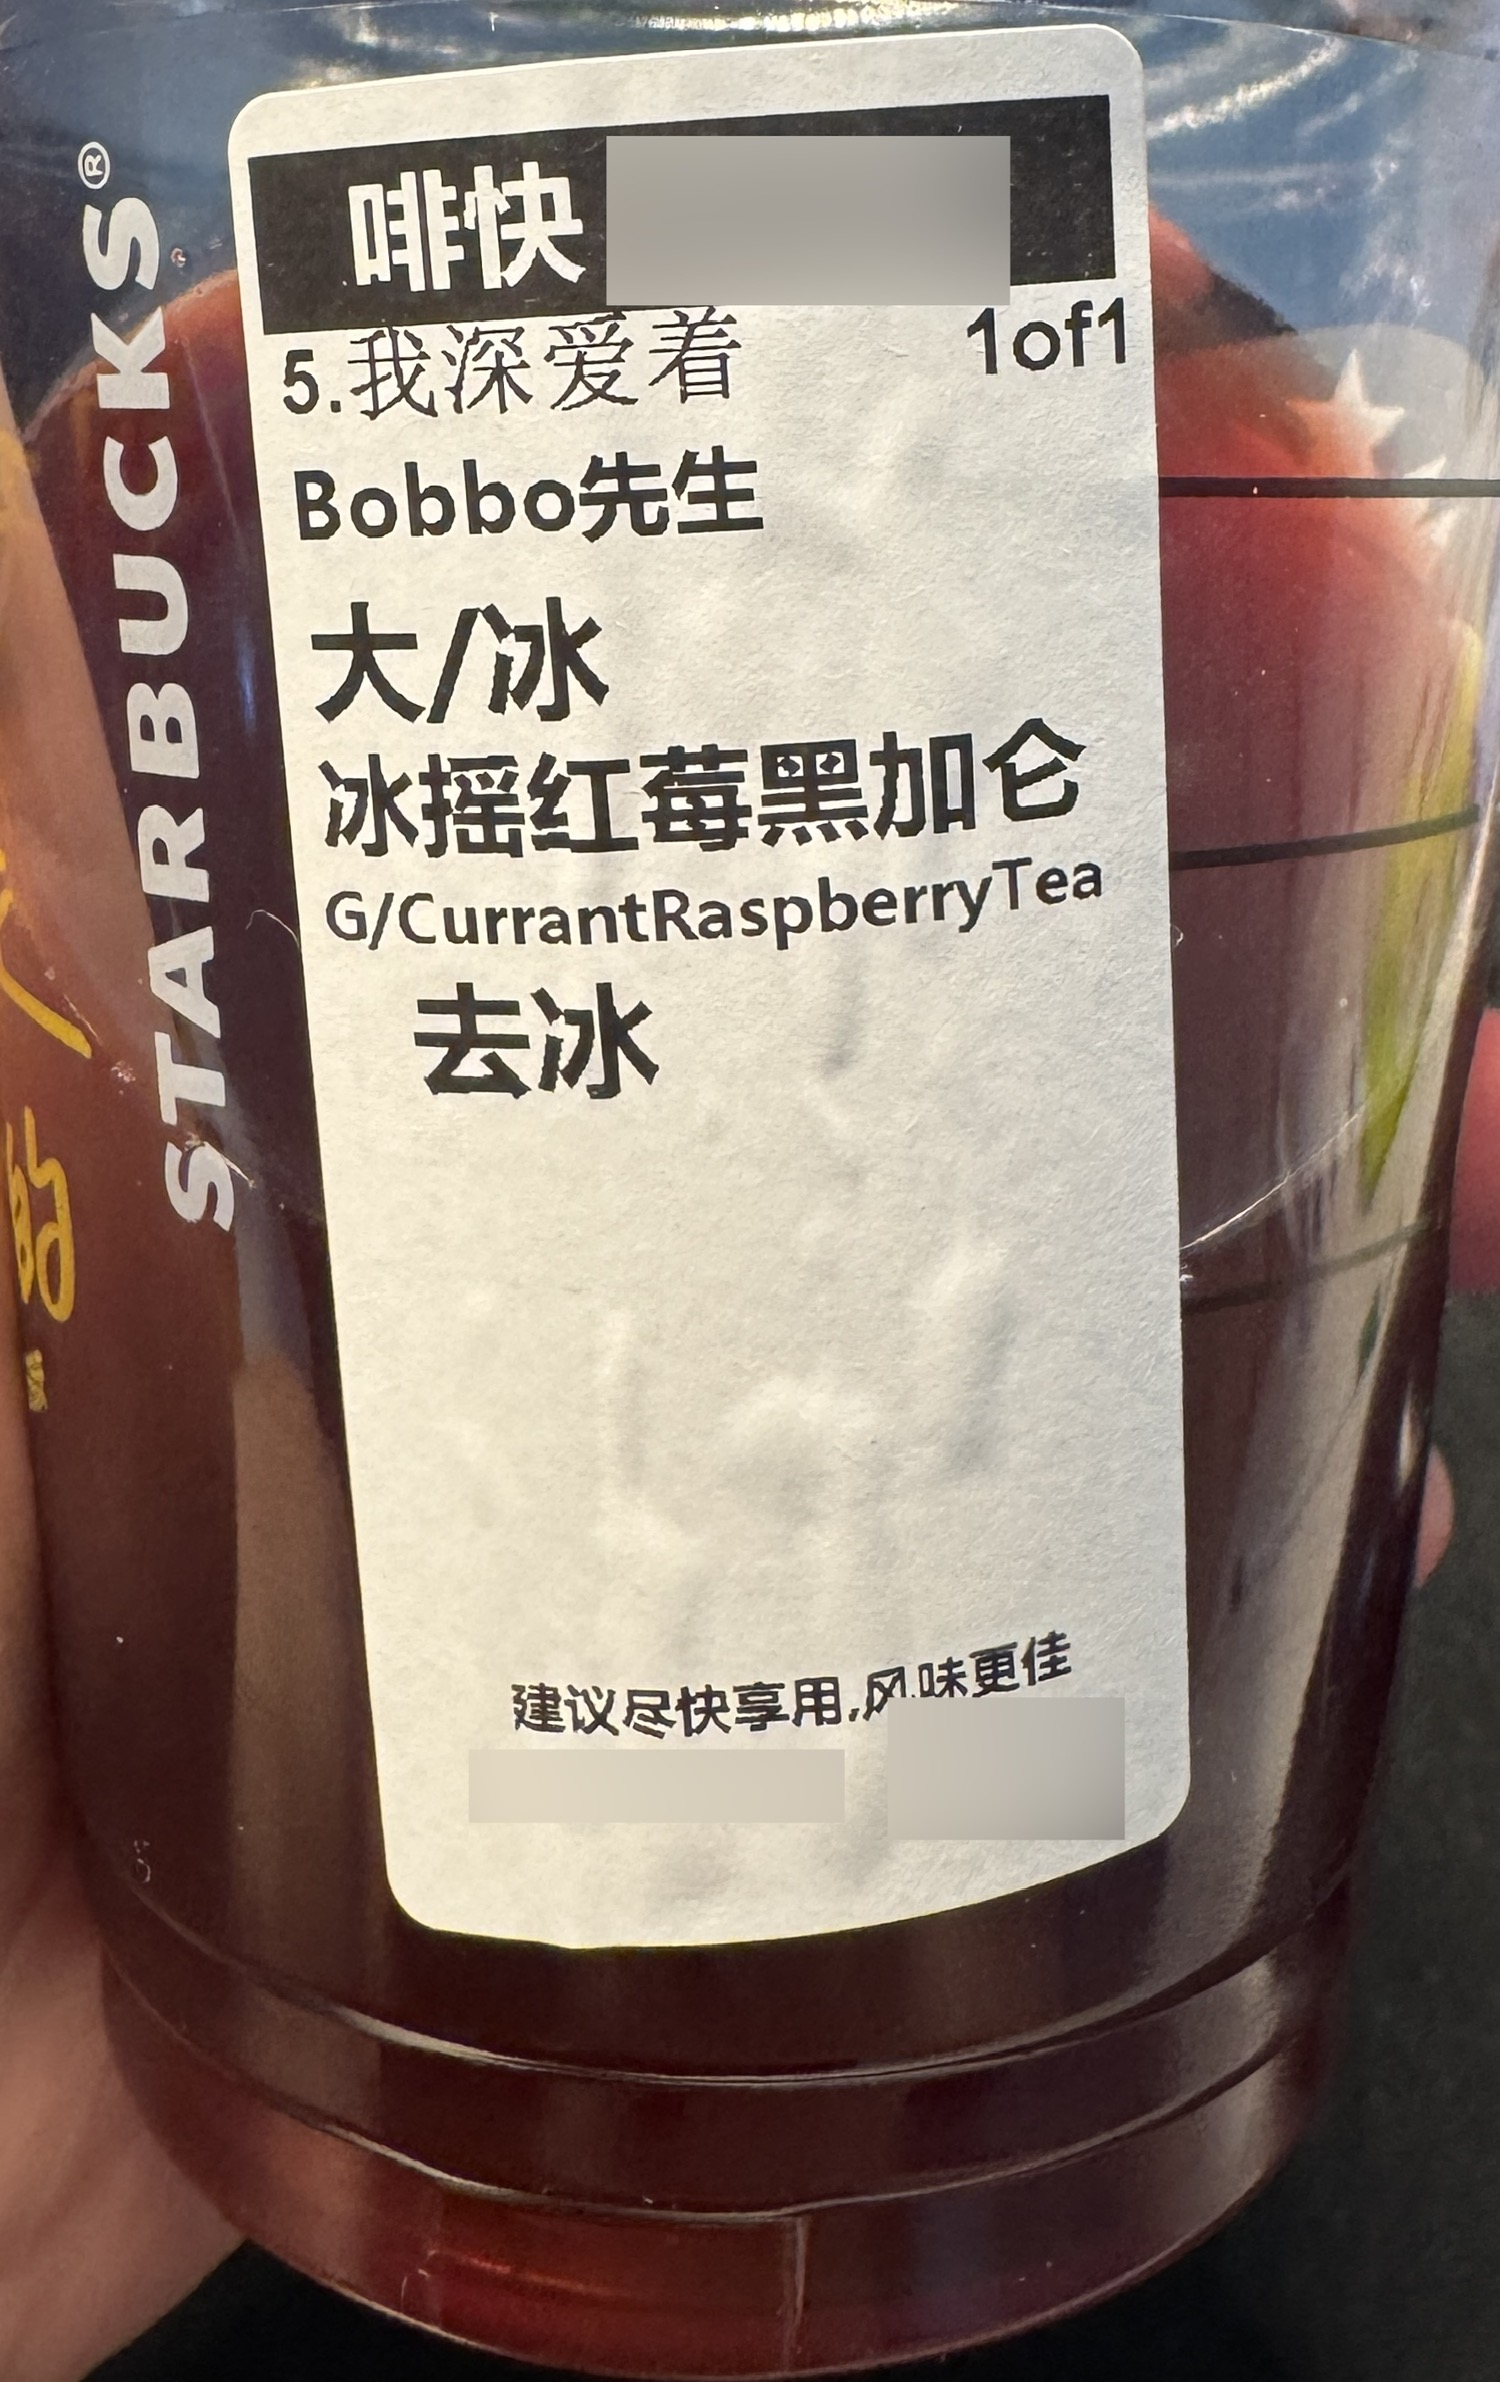 STARBUCKS®
啡快
5.我深爱着
1of1
Bobbo先生
大/冰
冰摇红莓黑加仑
G/CurrantRaspberryTea
去冰
建议尽快享用,风味更佳